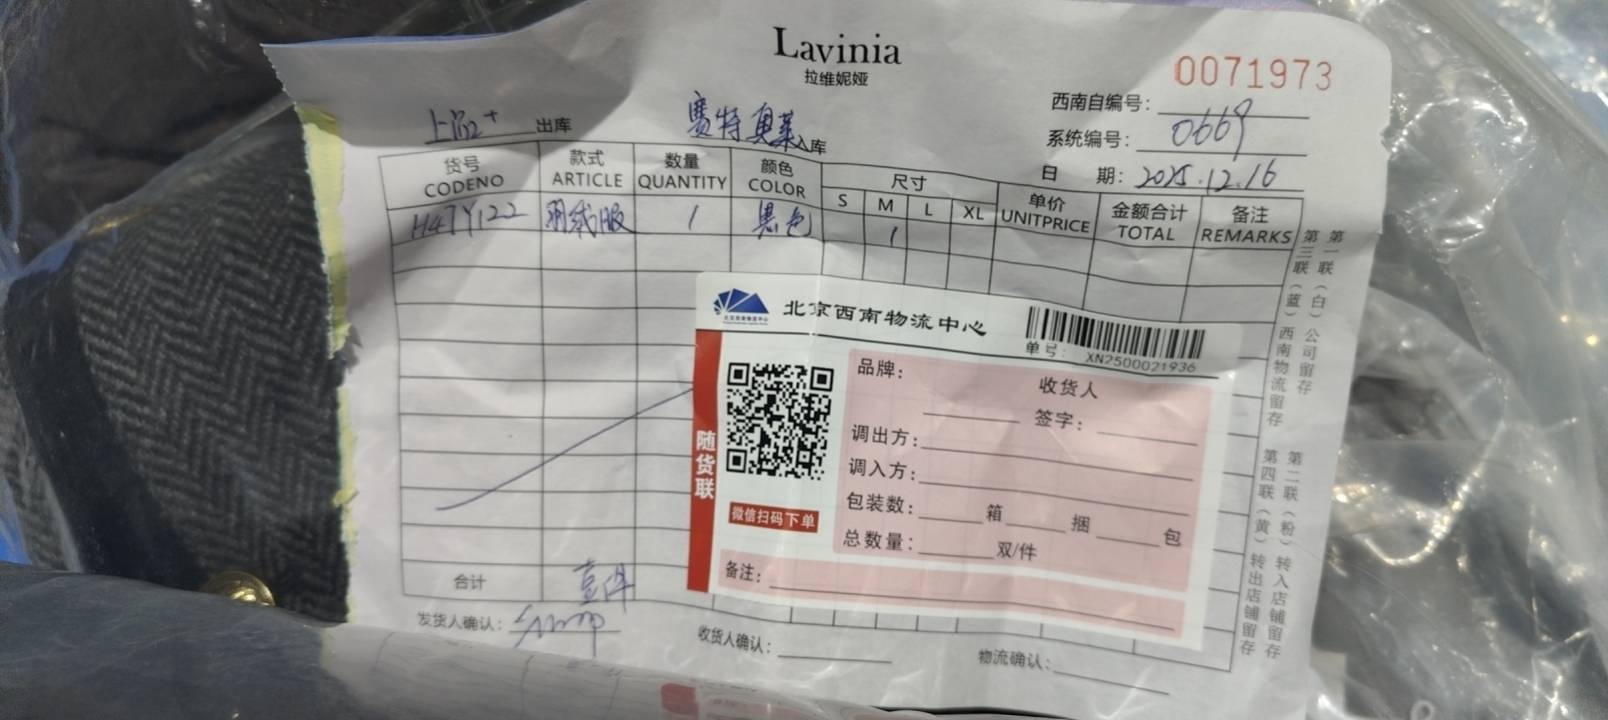 Lavinia
拉维妮娅
0071973
西南自编号：
系统编号： 0669
出库 赛特奥莱 入库
日 期： 2025.12.16
货号 款式 数量 颜色 尺寸 单价 金额合计 备注
CODENO ARTICLE QUANTITY COLOR S M L XL UNITPRICE TOTAL REMARKS
H47Y122 羽绒服 1 黑色 1
合计 壹件
发货人确认：
收货人确认：
物流确认：
北京西南物流中心
单号： XN2500021936
随货联
微信扫码下单
品牌： 收货人
签字：
调出方：
调入方：
包装数： 箱 捆 包
总数量： 双/件
备注：
第一联（白）公司留存
第二联（粉）转入店铺留存
第三联（蓝）西南物流留存
第四联（黄）转出店铺留存